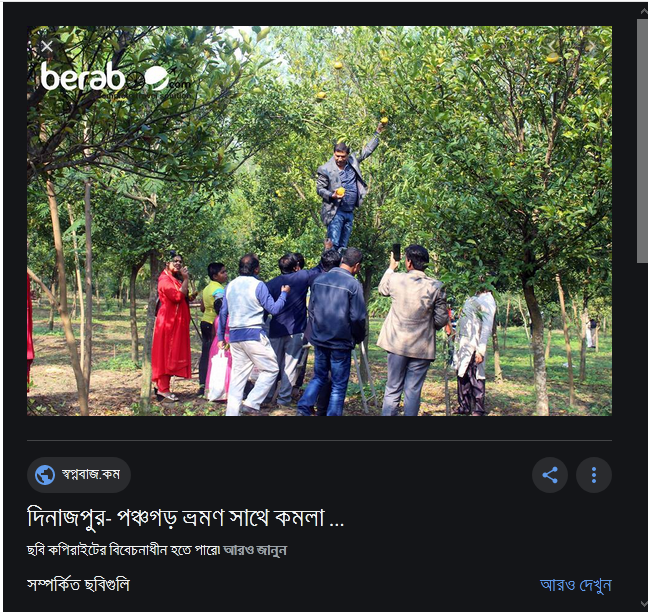 berab
.com
স্বপ্নবাজ.কম
দিনাজপুর- পঞ্চগড় ভ্রমণ সাথে কমলা ...
ছবি কপিরাইটের বিবেচনাধীন হতে পারে৷ আরও জানুন
সম্পর্কিত ছবিগুলি
আরও দেখুন